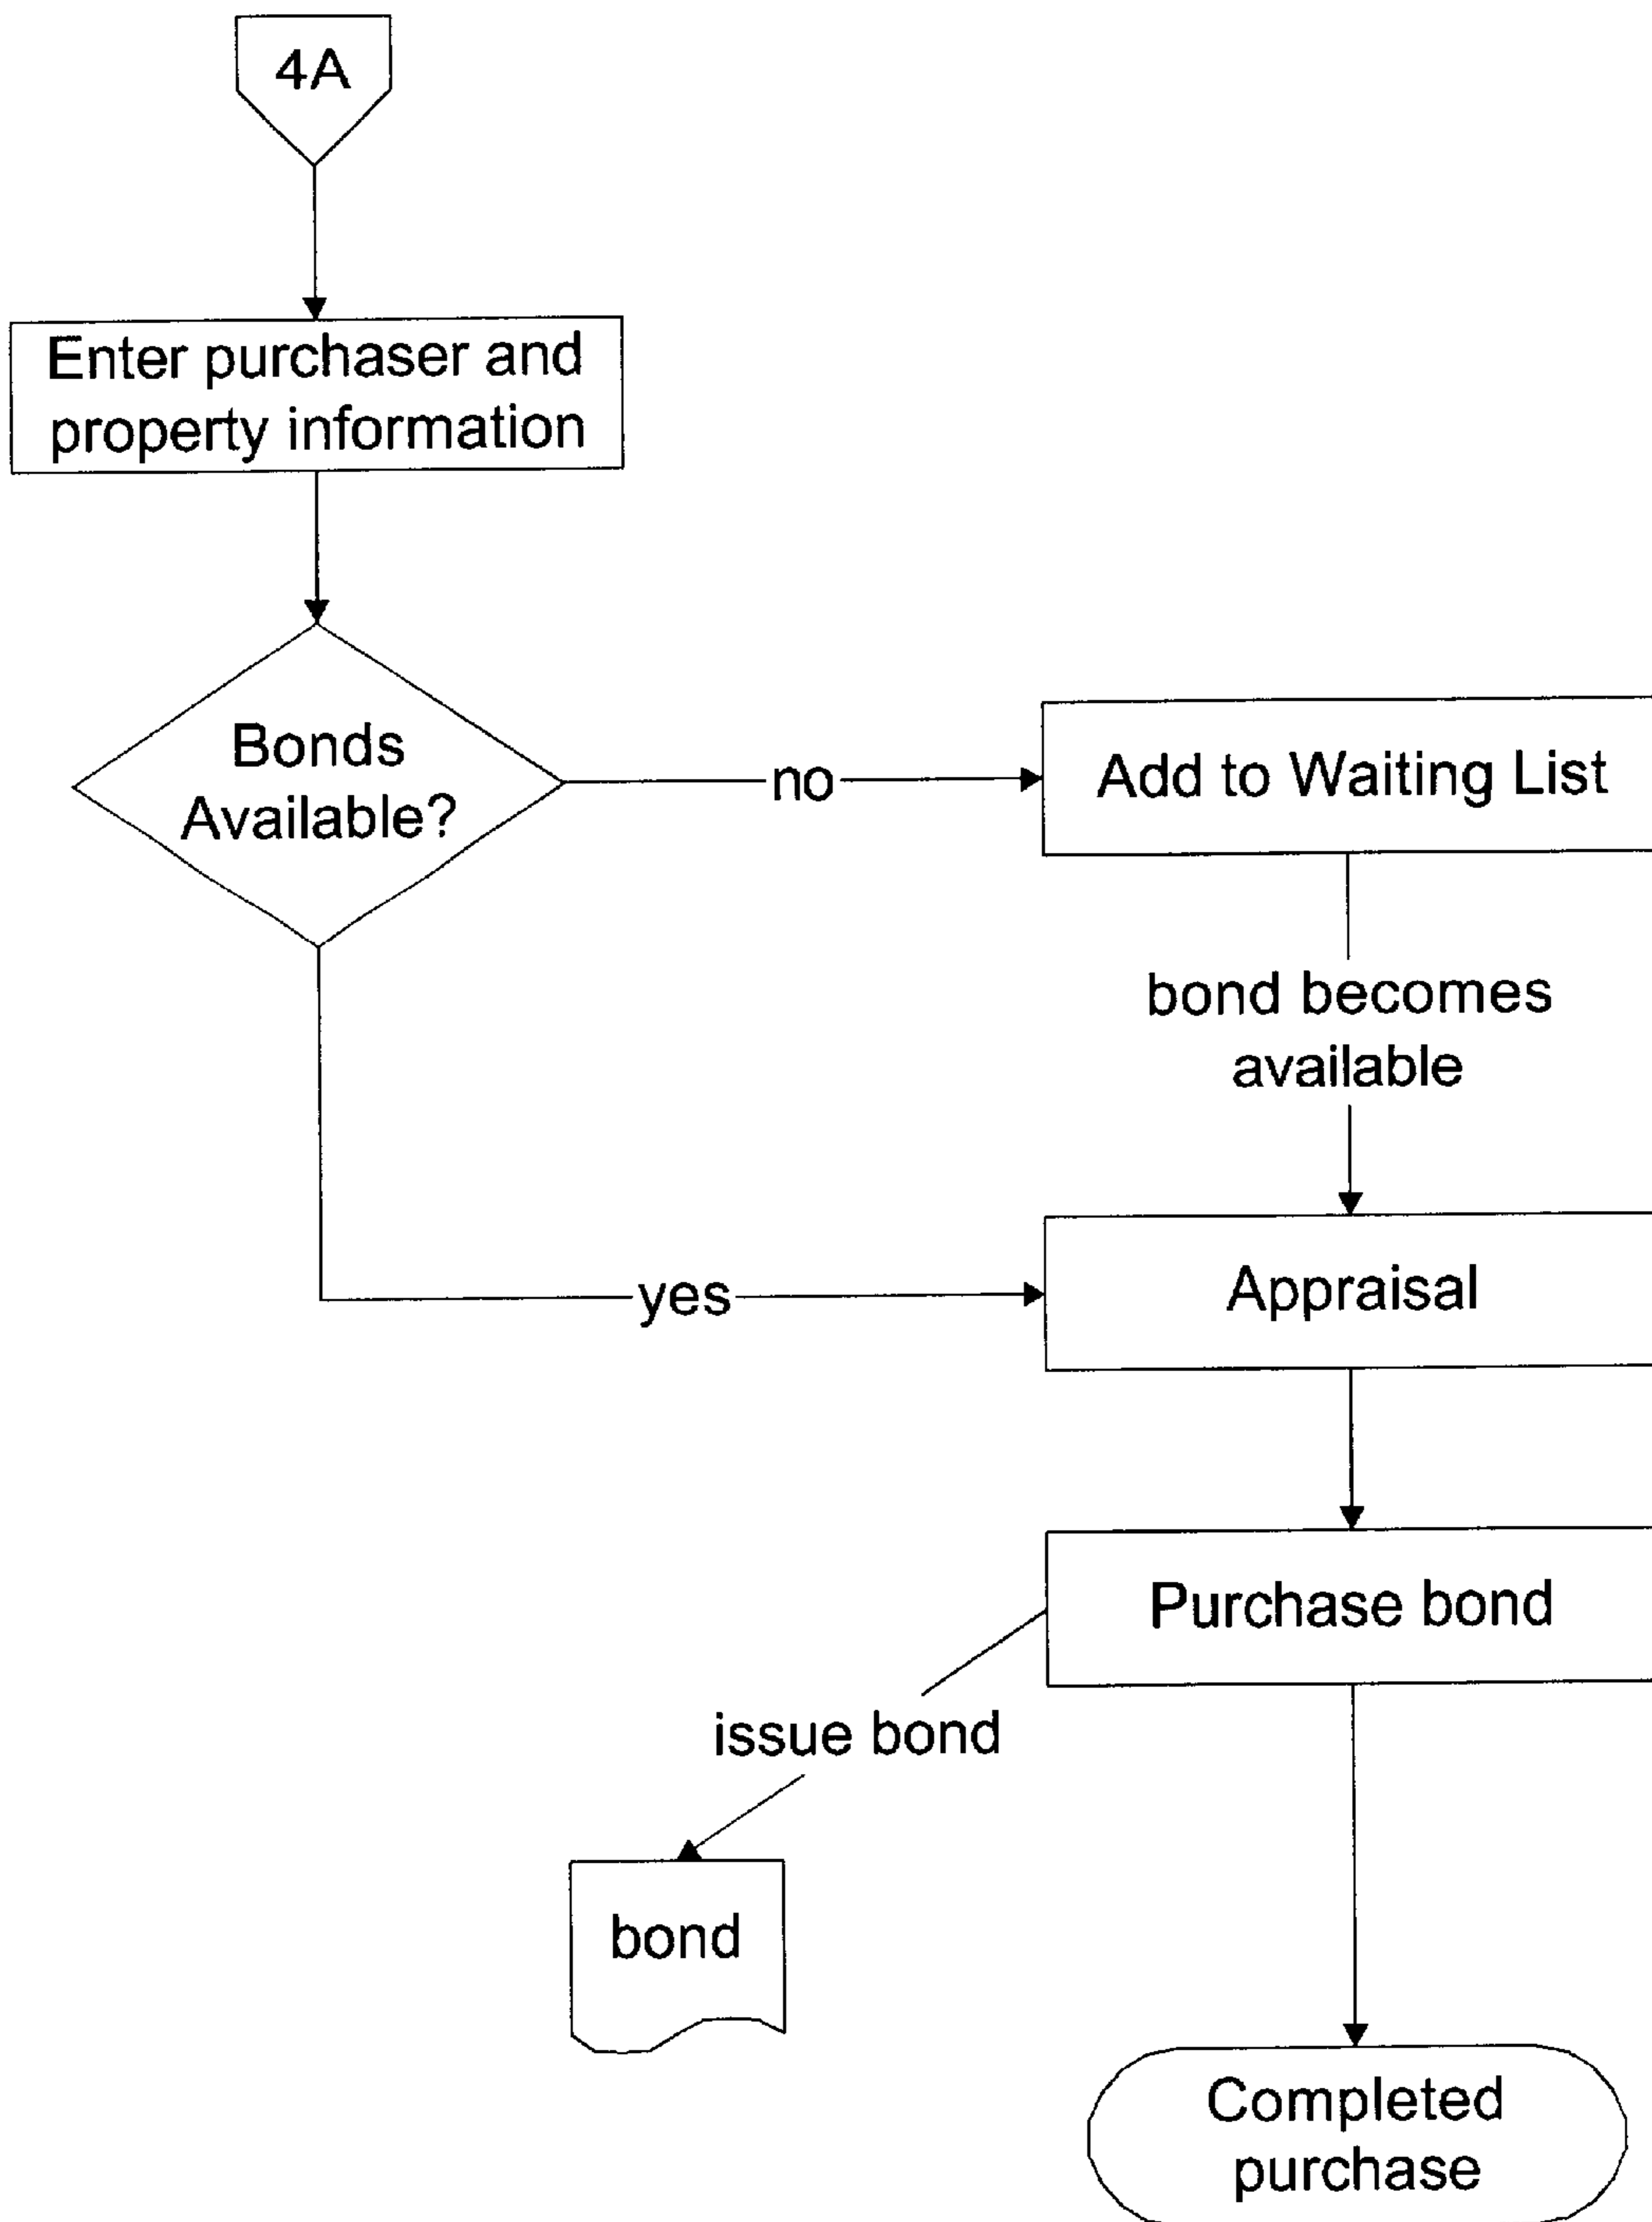 4A
Enter purchaser and
property information
Bonds
Available?
no
Add to Waiting List
bond becomes
available
yes
Appraisal
Purchase bond
issue bond
bond
Completed
purchase